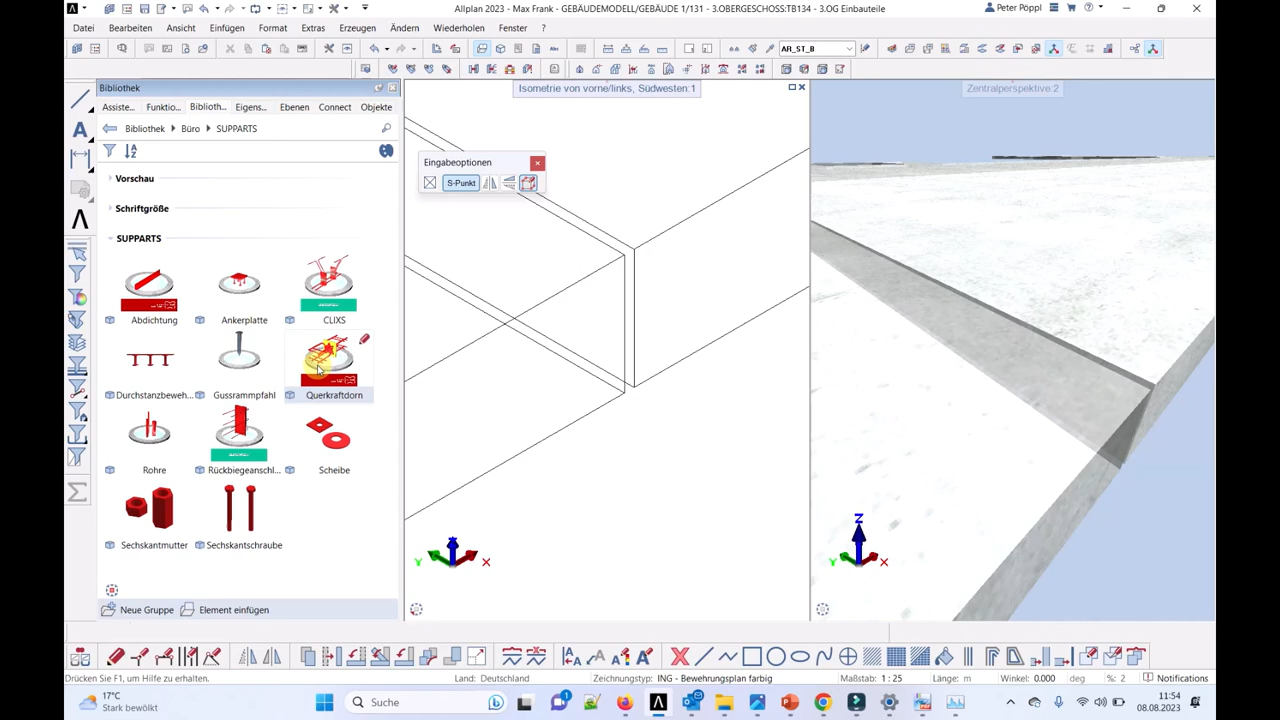 Allplan 2023 - Max Frank - GEBÄUDEMODELL/GEBÄUDE 1/131 - 3.OBERGESCHOSS:TB134 - 3.OG Einbauteile
Peter Pöppl
Datei Bearbeiten Ansicht Einfügen Format Extras Erzeugen Ändern Wiederholen Fenster ?
AR_ST_B
Bibliothek
Assiste... Funktio... Biblioth... Eigens... Ebenen Connect Objekte
Bibliothek Büro SUPPARTS
Vorschau
Schriftgröße
SUPPARTS
Abdichtung Ankerplatte CLIXS
Durchstanzbeweh... Gussrammpfahl Querkraftdorn
Rohre Rückbiegeanschl... Scheibe
Sechskantmutter Sechskantschraube
Neue Gruppe Element einfügen
Isometrie von vorne/links, Südwesten:1
Zentralperspektive:2
Eingabeoptionen
S-Punkt
Y X
Z
Y X
Drücken Sie F1, um Hilfe zu erhalten. Land: Deutschland Zeichnungstyp: ING - Bewehrungsplan farbig Maßstab: 1 : 25 Länge: m Winkel: 0.000 deg %: 2 Notifications
17°C
Stark bewölkt
Suche
11:54
08.08.2023